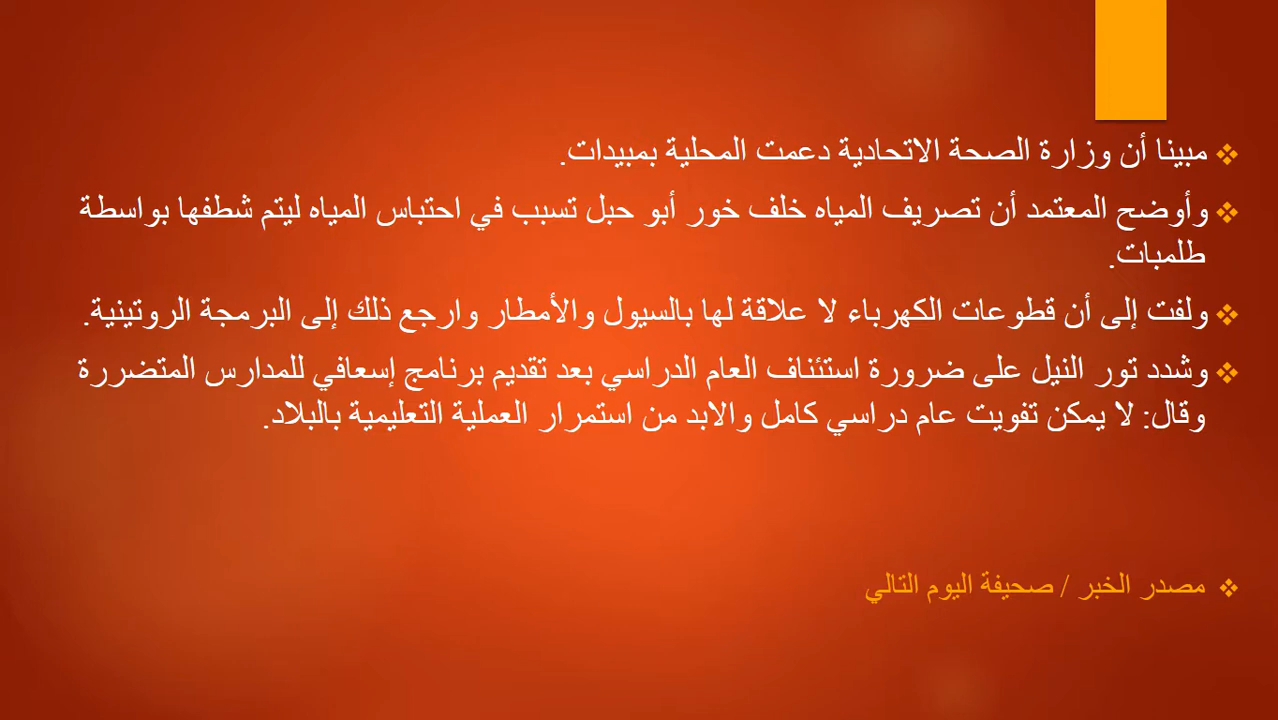 ❖ مبينا أن وزارة الصحة الاتحادية دعمت المحلية بمبيدات.
❖ وأوضح المعتمد أن تصريف المياه خلف خور أبو حبل تسبب في احتباس المياه ليتم شطفها بواسطة
طلمبات.
❖ ولفت إلى أن قطوعات الكهرباء لا علاقة لها بالسيول والأمطار وارجع ذلك إلى البرمجة الروتينية.
❖ وشدد تور النيل على ضرورة استئناف العام الدراسي بعد تقديم برنامج إسعافي للمدارس المتضررة
وقال: لا يمكن تفويت عام دراسي كامل والابد من استمرار العملية التعليمية بالبلاد.
❖ مصدر الخبر / صحيفة اليوم التالي